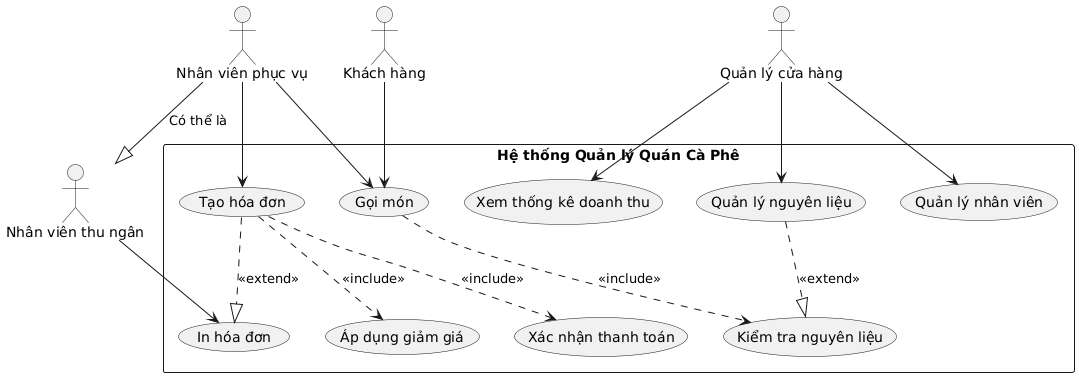 Nhân viên phục vụ
Khách hàng
Quản lý cửa hàng
Có thể là
Hệ thống Quản lý Quán Cà Phê
Tạo hóa đơn
Gọi món
Xem thống kê doanh thu
Quản lý nguyên liệu
Quản lý nhân viên
Nhân viên thu ngân
«extend»
«include»
«include»
«include»
«extend»
In hóa đơn
Áp dụng giảm giá
Xác nhận thanh toán
Kiểm tra nguyên liệu